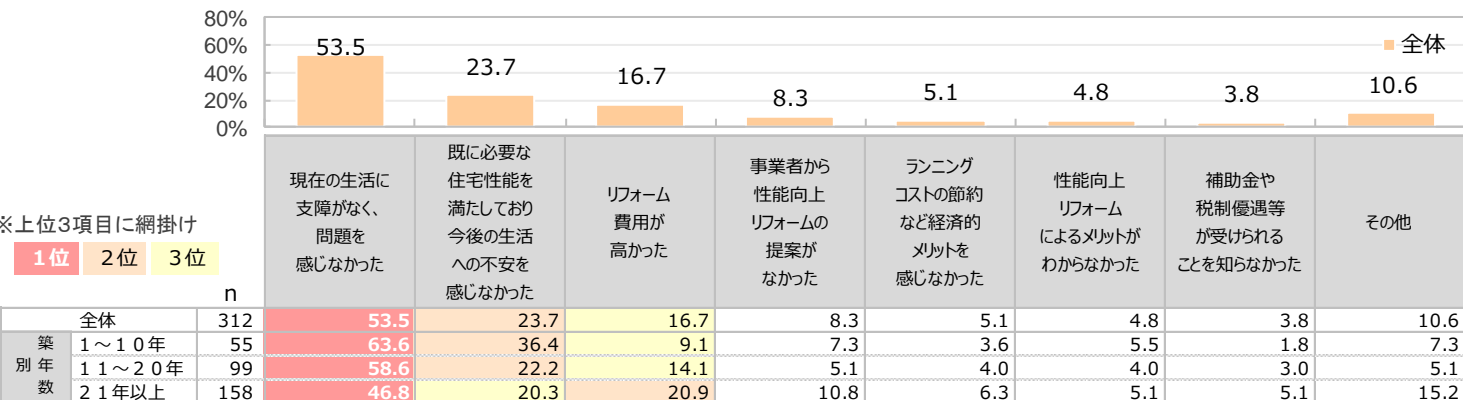 80%
60%
40%
20%
0%
53.5
23.7
16.7
8.3
5.1
4.8
3.8
10.6
全体
※上位3項目に網掛け
1位 2位 3位
n
現在の生活に
支障がなく、
問題を
感じなかった
既に必要な
住宅性能を
満たしており
今後の生活
への不安を
感じなかった
リフォーム
費用が
高かった
事業者から
性能向上
リフォームの
提案が
なかった
ランニング
コストの節約
など経済的
メリットを
感じなかった
性能向上
リフォーム
によるメリットが
わからなかった
補助金や
税制優遇等
が受けられる
ことを知らなかった
その他
全体 312 53.5 23.7 16.7 8.3 5.1 4.8 3.8 10.6
築年数別
1~10年 55 63.6 36.4 9.1 7.3 3.6 5.5 1.8 7.3
11~20年 99 58.6 22.2 14.1 5.1 4.0 4.0 3.0 5.1
21年以上 158 46.8 20.3 20.9 10.8 6.3 5.1 5.1 15.2